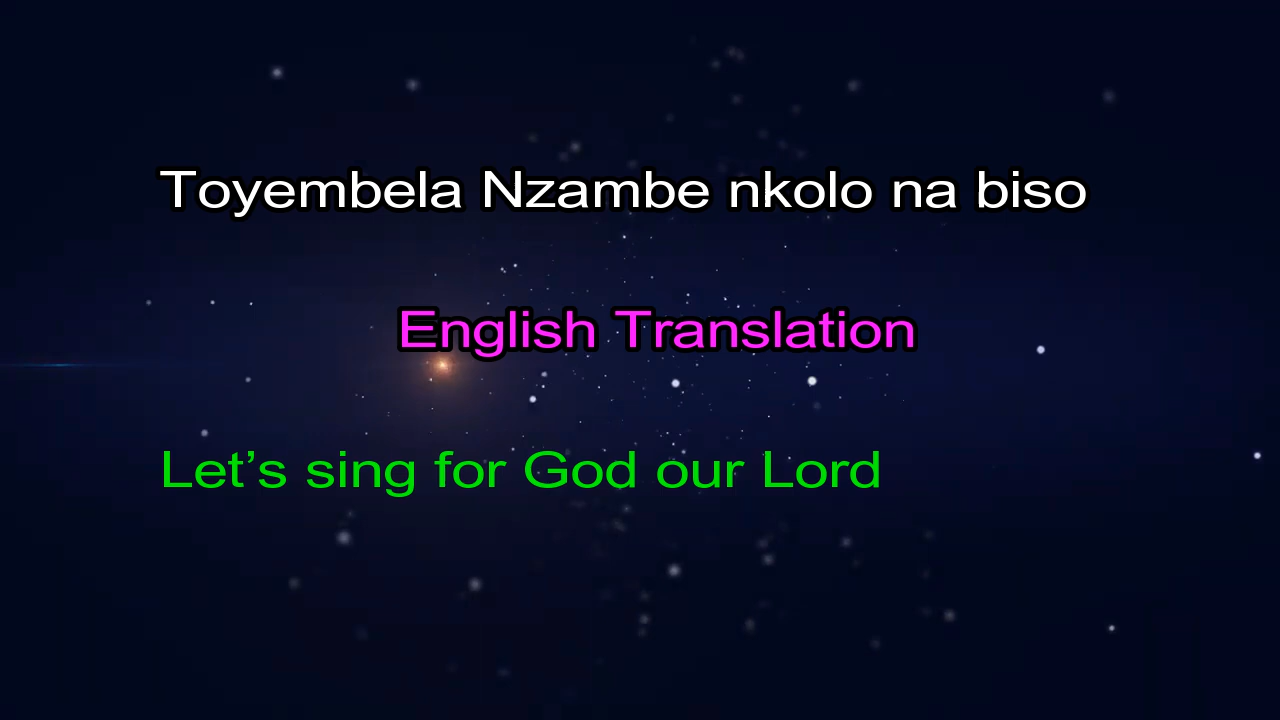 Toyembela Nzambe nkolo na biso
English Translation
Let’s sing for God our Lord